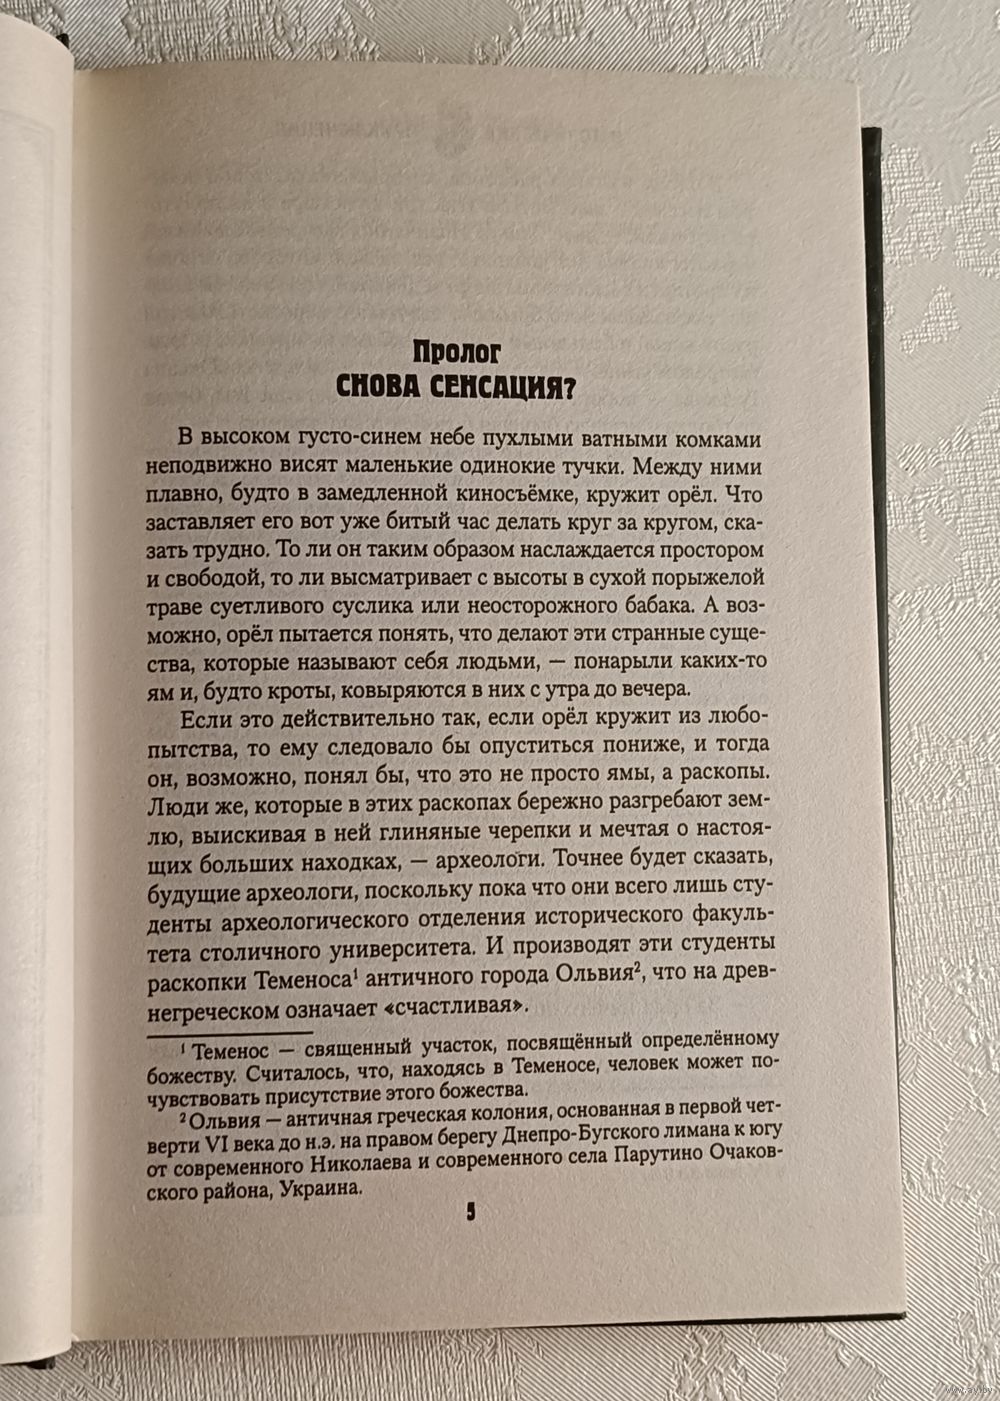 Пролог
СНОВА СЕНСАЦИЯ?
В высоком густо-синем небе пухлыми ватными комками
неподвижно висят маленькие одинокие тучки. Между ними
плавно, будто в замедленной киносъёмке, кружит орёл. Что
заставляет его вот уже битый час делать круг за кругом, ска-
зать трудно. То ли он таким образом наслаждается простором
и свободой, то ли высматривает с высоты в сухой порыжелой
траве суетливого суслика или неосторожного бабака. А воз-
можно, орёл пытается понять, что делают эти странные суще-
ства, которые называют себя людьми, — понарыли каких-то
ям и, будто кроты, ковыряются в них с утра до вечера.
Если это действительно так, если орёл кружит из любо-
пытства, то ему следовало бы опуститься пониже, и тогда
он, возможно, понял бы, что это не просто ямы, а раскопы.
Люди же, которые в этих раскопах бережно разгребают зем-
лю, выискивая в ней глиняные черепки и мечтая о настоя-
щих больших находках, — археологи. Точнее будет сказать,
будущие археологи, поскольку пока что они всего лишь сту-
денты археологического отделения исторического факуль-
тета столичного университета. И производят эти студенты
раскопки Теменоса¹ античного города Ольвия², что на древ-
негреческом означает «счастливая».
¹ Теменос — священный участок, посвящённый определённому
божеству. Считалось, что, находясь в Теменосе, человек может по-
чувствовать присутствие этого божества.
² Ольвия — античная греческая колония, основанная в первой чет-
верти VI века до н.э. на правом берегу Днепро-Бугского лимана к югу
от современного Николаева и современного села Парутино Очаков-
ского района, Украина.
5
www.ay.by